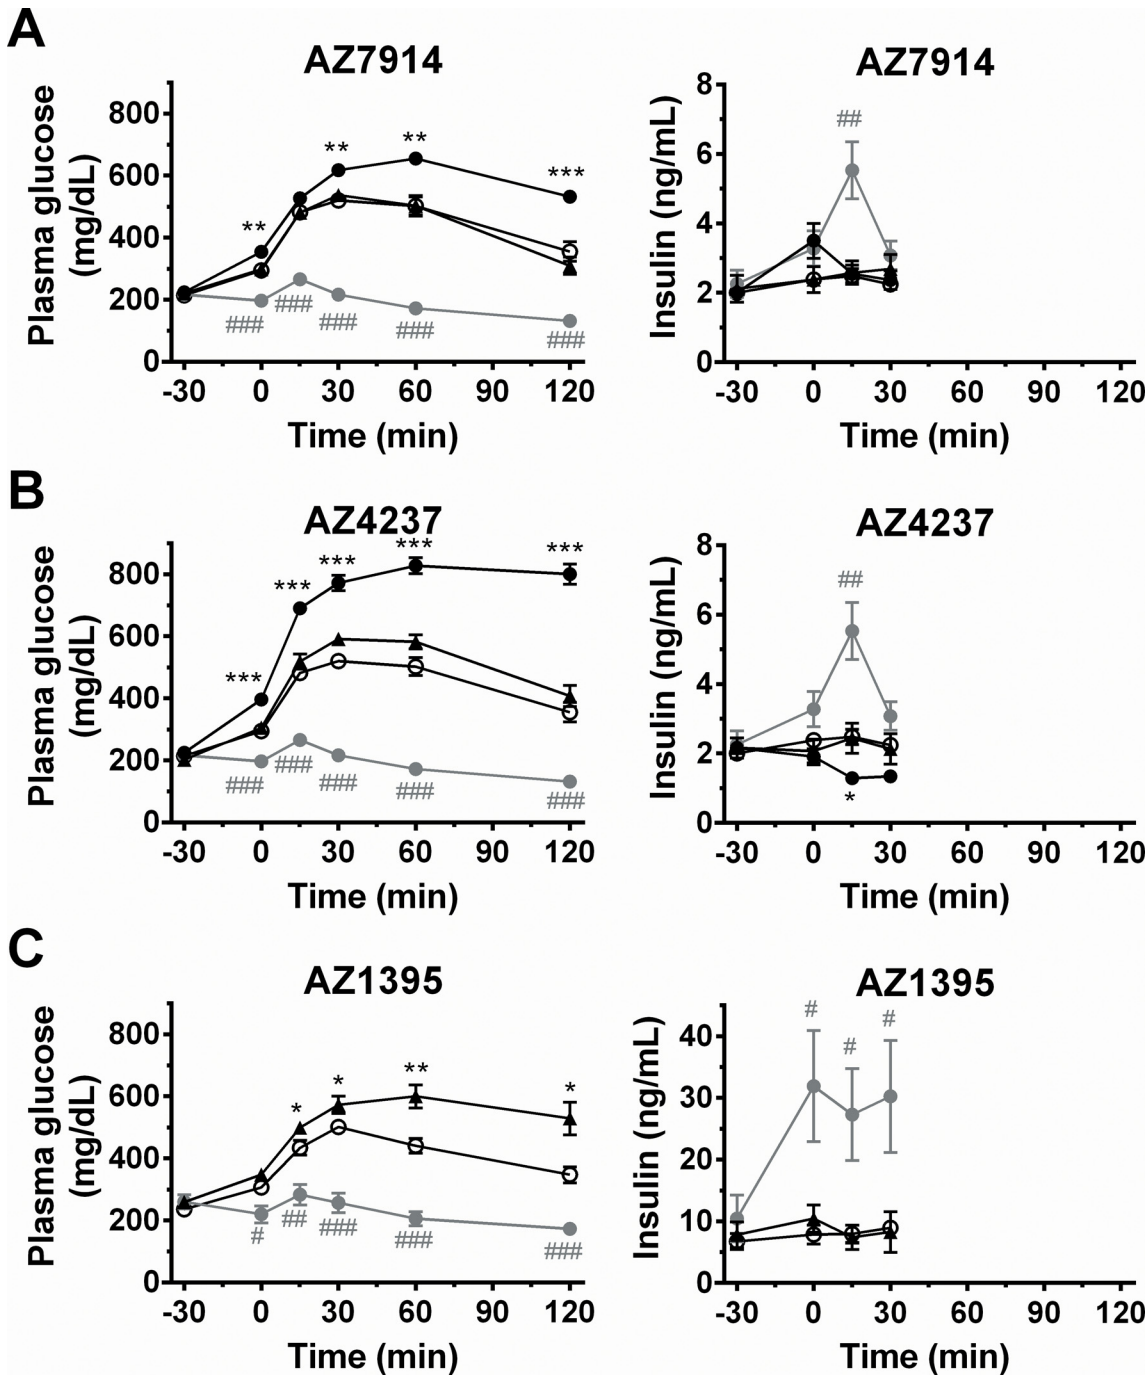 A
AZ7914
Plasma glucose
(mg/dL)
800
600
400
200
0
** ** ** ***
### ### ### ### ###
-30 0 30 60 90 120
Time (min)
AZ7914
Insulin (ng/mL)
8
6
4
2
0
##
-30 0 30 60 90 120
Time (min)
B
AZ4237
Plasma glucose
(mg/dL)
800
600
400
200
0
*** *** *** *** ***
### ### ### ### ###
-30 0 30 60 90 120
Time (min)
AZ4237
Insulin (ng/mL)
8
6
4
2
0
##
*
-30 0 30 60 90 120
Time (min)
C
AZ1395
Plasma glucose
(mg/dL)
800
600
400
200
0
* * ** *
# ## ### ### ###
-30 0 30 60 90 120
Time (min)
AZ1395
Insulin (ng/mL)
40
30
20
10
0
# # #
-30 0 30 60 90 120
Time (min)